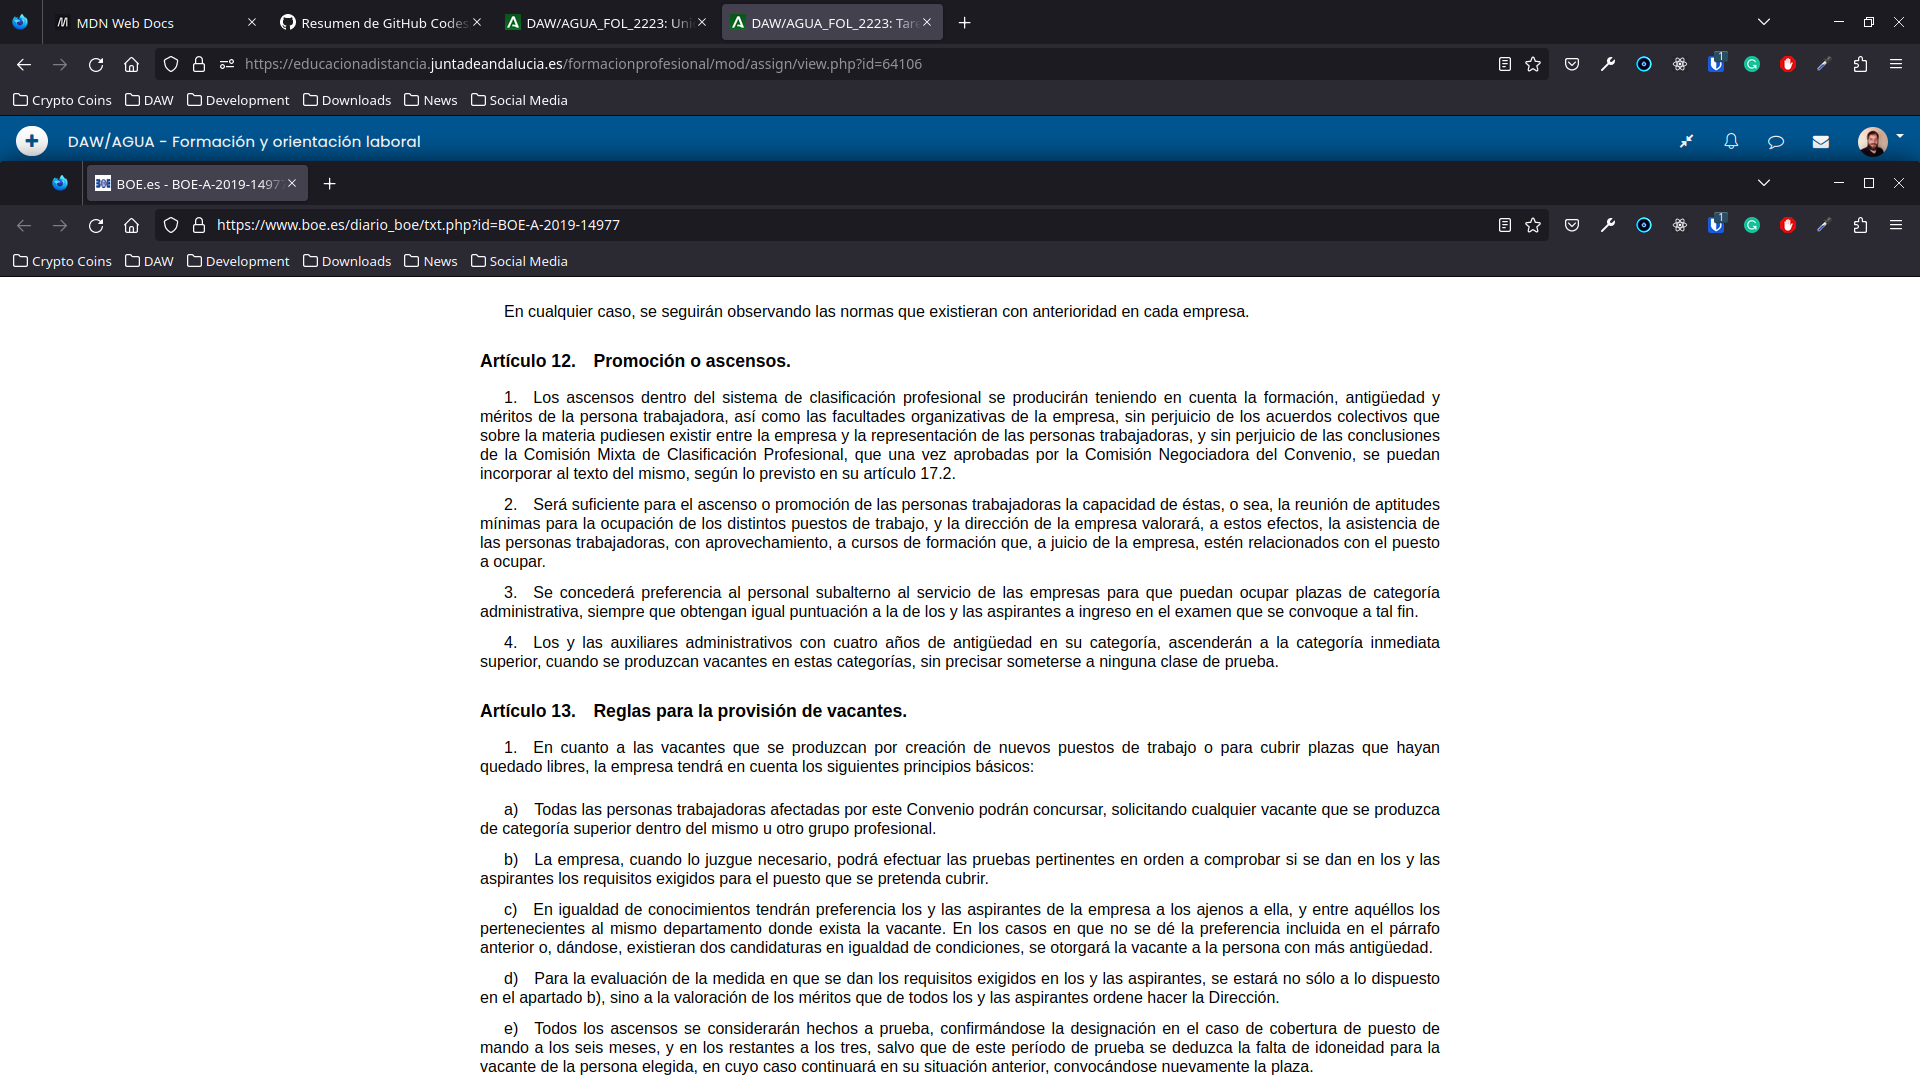 MDN Web Docs
Resumen de GitHub Codes
DAW/AGUA_FOL_2223: Uni
DAW/AGUA_FOL_2223: Tar
https://educacionadistancia.juntadeandalucia.es/formacionprofesional/mod/assign/view.php?id=64106
1
Crypto Coins
DAW
Development
Downloads
News
Social Media
DAW/AGUA - Formación y orientación laboral
BOE.es - BOE-A-2019-1497
https://www.boe.es/diario_boe/txt.php?id=BOE-A-2019-14977
1
Crypto Coins
DAW
Development
Downloads
News
Social Media
En cualquier caso, se seguirán observando las normas que existieran con anterioridad en cada empresa.
Artículo 12. Promoción o ascensos.
1. Los ascensos dentro del sistema de clasificación profesional se producirán teniendo en cuenta la formación, antigüedad y
méritos de la persona trabajadora, así como las facultades organizativas de la empresa, sin perjuicio de los acuerdos colectivos que
sobre la materia pudiesen existir entre la empresa y la representación de las personas trabajadoras, y sin perjuicio de las conclusiones
de la Comisión Mixta de Clasificación Profesional, que una vez aprobadas por la Comisión Negociadora del Convenio, se puedan
incorporar al texto del mismo, según lo previsto en su artículo 17.2.
2. Será suficiente para el ascenso o promoción de las personas trabajadoras la capacidad de éstas, o sea, la reunión de aptitudes
mínimas para la ocupación de los distintos puestos de trabajo, y la dirección de la empresa valorará, a estos efectos, la asistencia de
las personas trabajadoras, con aprovechamiento, a cursos de formación que, a juicio de la empresa, estén relacionados con el puesto
a ocupar.
3. Se concederá preferencia al personal subalterno al servicio de las empresas para que puedan ocupar plazas de categoría
administrativa, siempre que obtengan igual puntuación a la de los y las aspirantes a ingreso en el examen que se convoque a tal fin.
4. Los y las auxiliares administrativos con cuatro años de antigüedad en su categoría, ascenderán a la categoría inmediata
superior, cuando se produzcan vacantes en estas categorías, sin precisar someterse a ninguna clase de prueba.
Artículo 13. Reglas para la provisión de vacantes.
1. En cuanto a las vacantes que se produzcan por creación de nuevos puestos de trabajo o para cubrir plazas que hayan
quedado libres, la empresa tendrá en cuenta los siguientes principios básicos:
a) Todas las personas trabajadoras afectadas por este Convenio podrán concursar, solicitando cualquier vacante que se produzca
de categoría superior dentro del mismo u otro grupo profesional.
b) La empresa, cuando lo juzgue necesario, podrá efectuar las pruebas pertinentes en orden a comprobar si se dan en los y las
aspirantes los requisitos exigidos para el puesto que se pretenda cubrir.
c) En igualdad de conocimientos tendrán preferencia los y las aspirantes de la empresa a los ajenos a ella, y entre aquéllos los
pertenecientes al mismo departamento donde exista la vacante. En los casos en que no se dé la preferencia incluida en el párrafo
anterior o, dándose, existieran dos candidaturas en igualdad de condiciones, se otorgará la vacante a la persona con más antigüedad.
d) Para la evaluación de la medida en que se dan los requisitos exigidos en los y las aspirantes, se estará no sólo a lo dispuesto
en el apartado b), sino a la valoración de los méritos que de todos los y las aspirantes ordene hacer la Dirección.
e) Todos los ascensos se considerarán hechos a prueba, confirmándose la designación en el caso de cobertura de puesto de
mando a los seis meses, y en los restantes a los tres, salvo que de este período de prueba se deduzca la falta de idoneidad para la
vacante de la persona elegida, en cuyo caso continuará en su situación anterior, convocándose nuevamente la plaza.